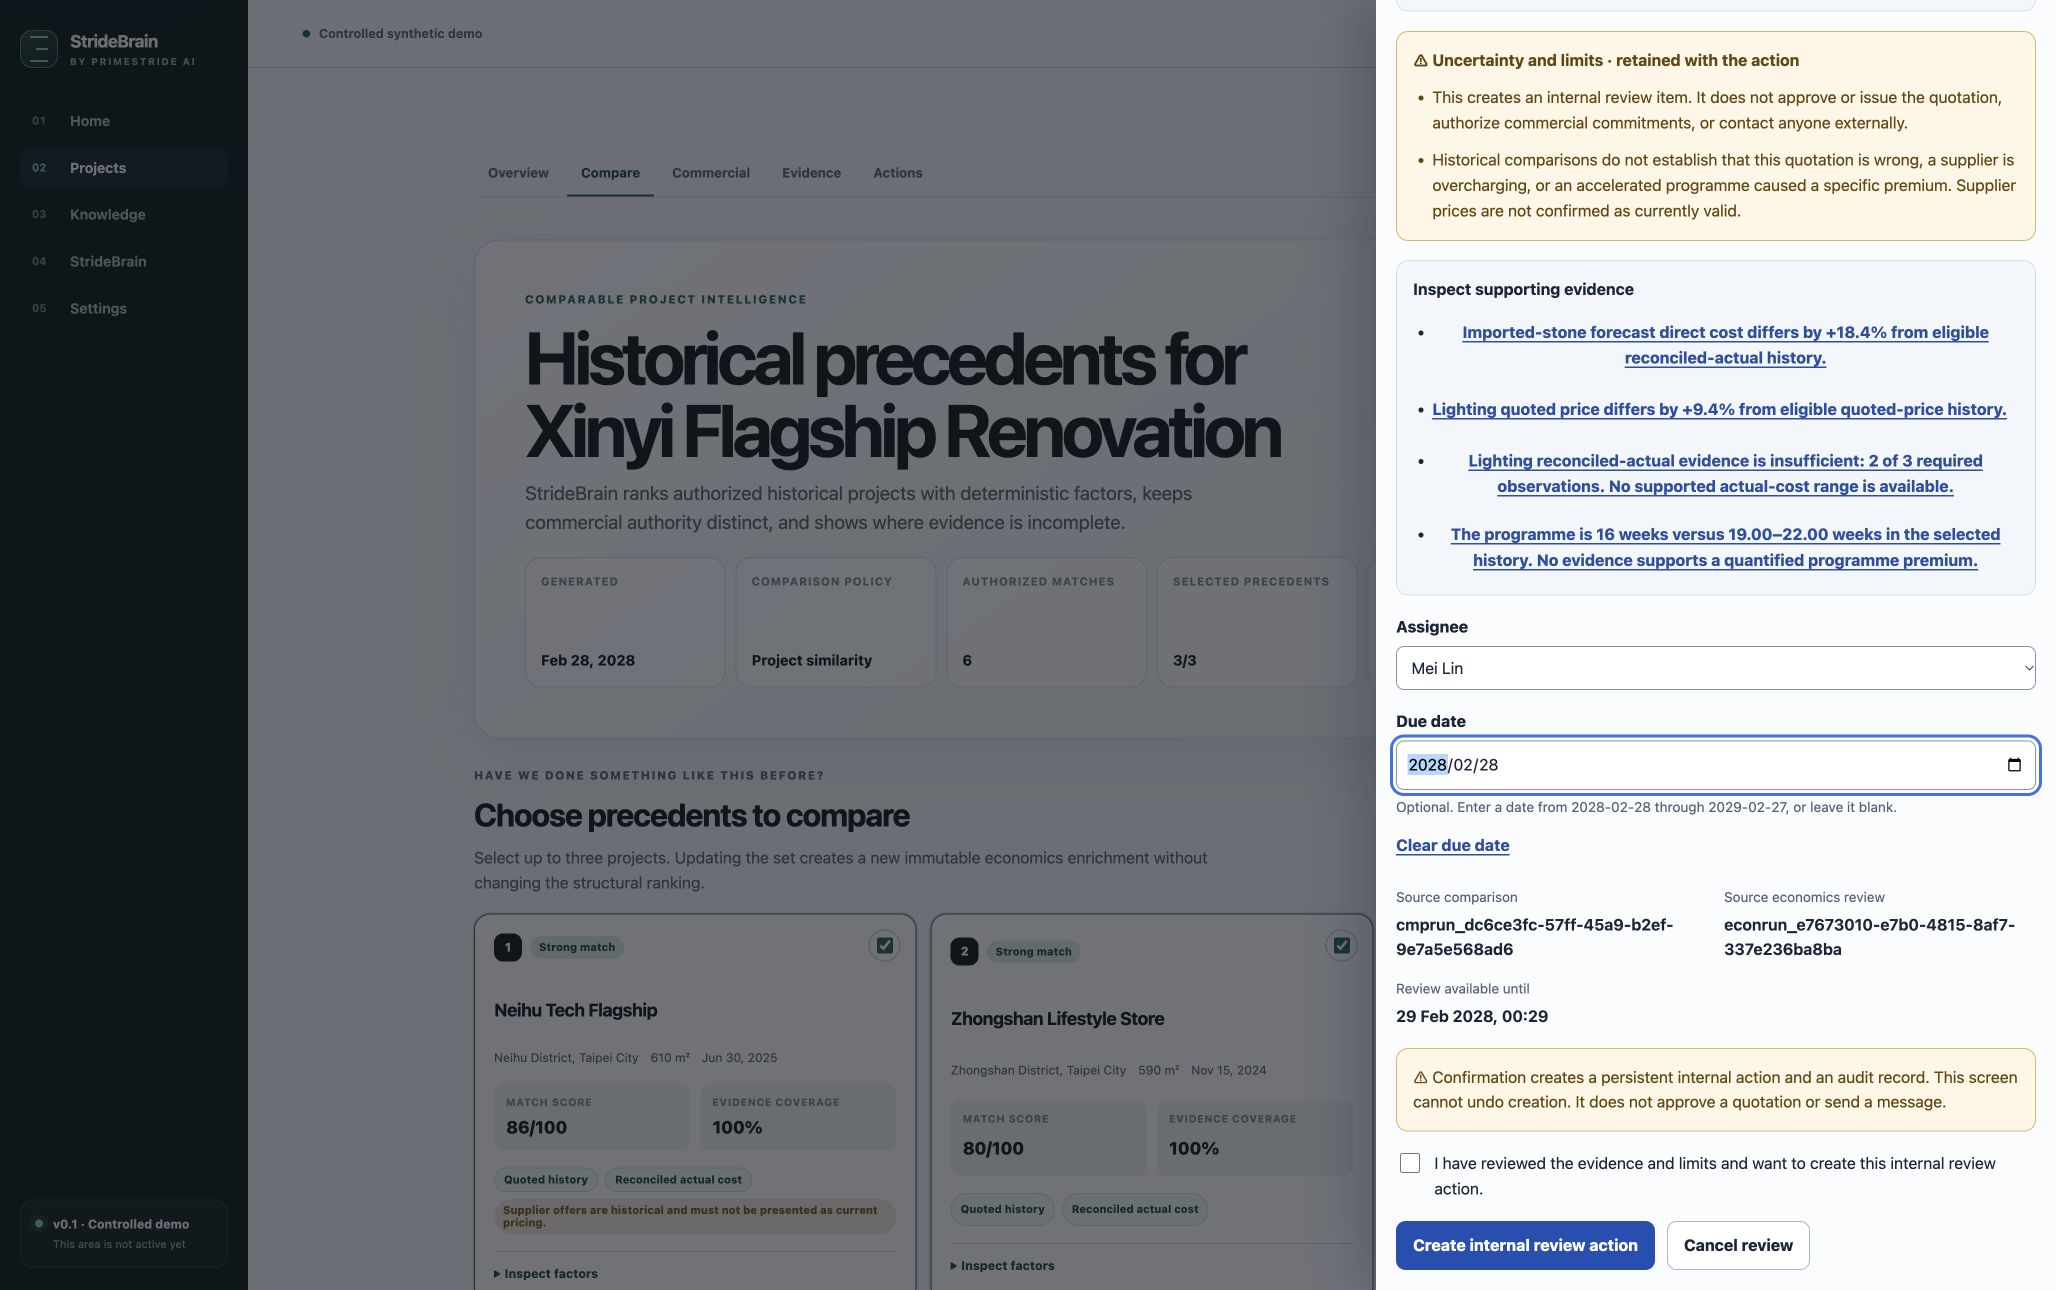 StrideBrain
BY PRIMESTRIDE AI
01 Home
02 Projects
03 Knowledge
04 StrideBrain
05 Settings
v0.1 · Controlled demo
This area is not active yet
Controlled synthetic demo
Overview Compare Commercial Evidence Actions
COMPARABLE PROJECT INTELLIGENCE
Historical precedents for
Xinyi Flagship Renovation
StrideBrain ranks authorized historical projects with deterministic factors, keeps
commercial authority distinct, and shows where evidence is incomplete.
GENERATED
Feb 28, 2028
COMPARISON POLICY
Project similarity
AUTHORIZED MATCHES
6
SELECTED PRECEDENTS
3/3
HAVE WE DONE SOMETHING LIKE THIS BEFORE?
Choose precedents to compare
Select up to three projects. Updating the set creates a new immutable economics enrichment without
changing the structural ranking.
1 Strong match
Neihu Tech Flagship
Neihu District, Taipei City 610 m² Jun 30, 2025
MATCH SCORE
86/100
EVIDENCE COVERAGE
100%
Quoted history Reconciled actual cost
Supplier offers are historical and must not be presented as current
pricing.
▸ Inspect factors
2 Strong match
Zhongshan Lifestyle Store
Zhongshan District, Taipei City 590 m² Nov 15, 2024
MATCH SCORE
80/100
EVIDENCE COVERAGE
100%
Quoted history Reconciled actual cost
▸ Inspect factors
⚠ Uncertainty and limits · retained with the action
• This creates an internal review item. It does not approve or issue the quotation,
authorize commercial commitments, or contact anyone externally.
• Historical comparisons do not establish that this quotation is wrong, a supplier is
overcharging, or an accelerated programme caused a specific premium. Supplier
prices are not confirmed as currently valid.
Inspect supporting evidence
• Imported-stone forecast direct cost differs by +18.4% from eligible
reconciled-actual history.
• Lighting quoted price differs by +9.4% from eligible quoted-price history.
• Lighting reconciled-actual evidence is insufficient: 2 of 3 required
observations. No supported actual-cost range is available.
• The programme is 16 weeks versus 19.00–22.00 weeks in the selected
history. No evidence supports a quantified programme premium.
Assignee
Mei Lin
Due date
2028/02/28
Optional. Enter a date from 2028-02-28 through 2029-02-27, or leave it blank.
Clear due date
Source comparison
cmprun_dc6ce3fc-57ff-45a9-b2ef-
9e7a5e568ad6
Source economics review
econrun_e7673010-e7b0-4815-8af7-
337e236ba8ba
Review available until
29 Feb 2028, 00:29
⚠ Confirmation creates a persistent internal action and an audit record. This screen
cannot undo creation. It does not approve a quotation or send a message.
I have reviewed the evidence and limits and want to create this internal review
action.
Create internal review action Cancel review